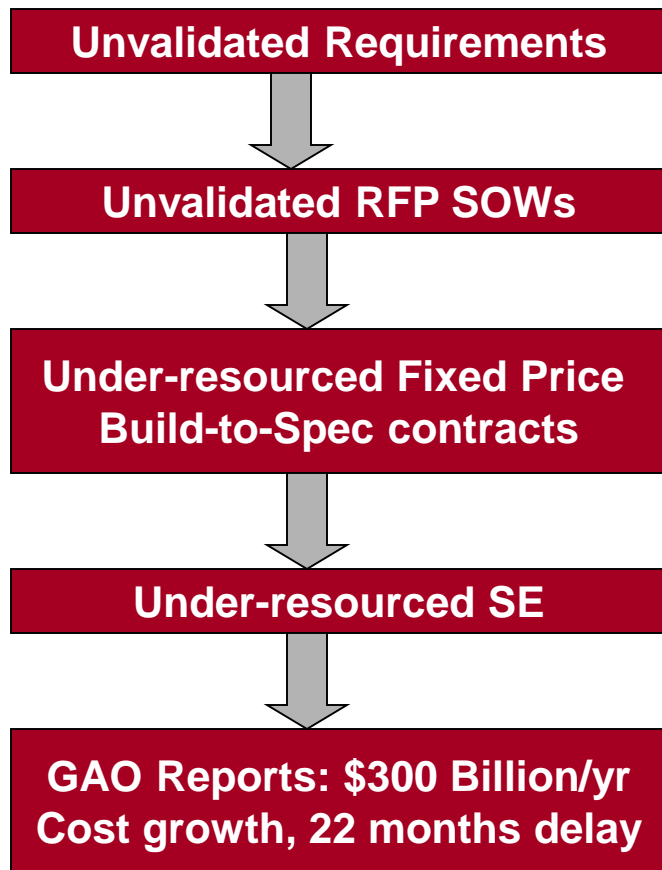 Unvalidated Requirements
Unvalidated RFP SOWs
Under-resourced Fixed Price
Build-to-Spec contracts
Under-resourced SE
GAO Reports: $300 Billion/yr
Cost growth, 22 months delay